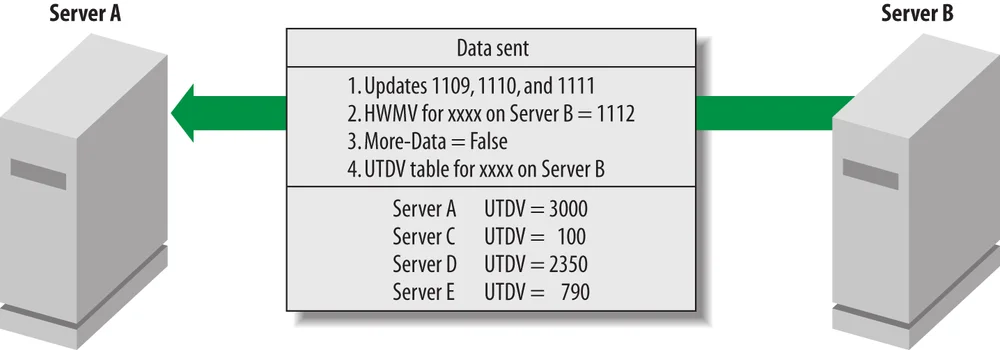 Server A
Server B
Data sent
1. Updates 1109, 1110, and 1111
2. HWMV for xxxx on Server B = 1112
3. More-Data = False
4. UTDV table for xxxx on Server B
Server A UTDV = 3000
Server C UTDV = 100
Server D UTDV = 2350
Server E UTDV = 790